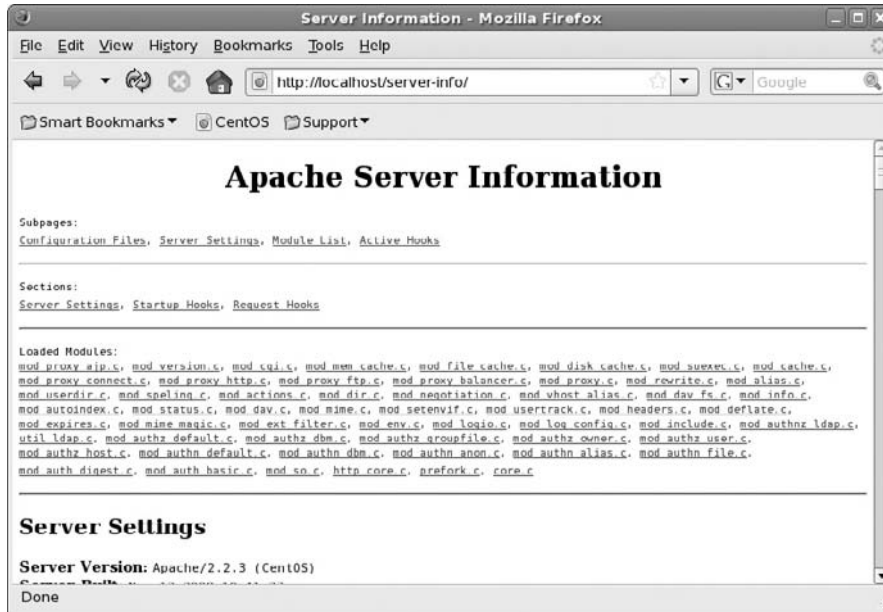 Server Information - Mozilla Firefox
File Edit View History Bookmarks Tools Help
http://localhost/server-info/
G Google
Smart Bookmarks CentOS Support
Apache Server Information
Subpages:
Configuration Files, Server Settings, Module List, Active Hooks
Sections:
Server Settings, Startup Hooks, Request Hooks
Loaded Modules:
mod_proxy_ajp.c, mod_version.c, mod_cgi.c, mod_mem_cache.c, mod_file_cache.c, mod_disk_cache.c, mod_suexec.c, mod_cache.c,
mod_proxy_connect.c, mod_proxy_http.c, mod_proxy_ftp.c, mod_proxy_balancer.c, mod_proxy.c, mod_rewrite.c, mod_alias.c,
mod_userdir.c, mod_speling.c, mod_actions.c, mod_dir.c, mod_negotiation.c, mod_vhost_alias.c, mod_dav_fs.c, mod_info.c,
mod_autoindex.c, mod_status.c, mod_dav.c, mod_mime.c, mod_setenvif.c, mod_usertrack.c, mod_headers.c, mod_deflate.c,
mod_expires.c, mod_mime_magic.c, mod_ext_filter.c, mod_env.c, mod_logio.c, mod_log_config.c, mod_include.c, mod_authnz_ldap.c,
util_ldap.c, mod_authz_default.c, mod_authz_dbm.c, mod_authz_groupfile.c, mod_authz_owner.c, mod_authz_user.c,
mod_authz_host.c, mod_authn_default.c, mod_authn_dbm.c, mod_authn_anon.c, mod_authn_alias.c, mod_authn_file.c,
mod_auth_digest.c, mod_auth_basic.c, mod_so.c, http_core.c, prefork.c, core.c
Server Settings
Server Version: Apache/2.2.3 (CentOS)
Server Built:
Done